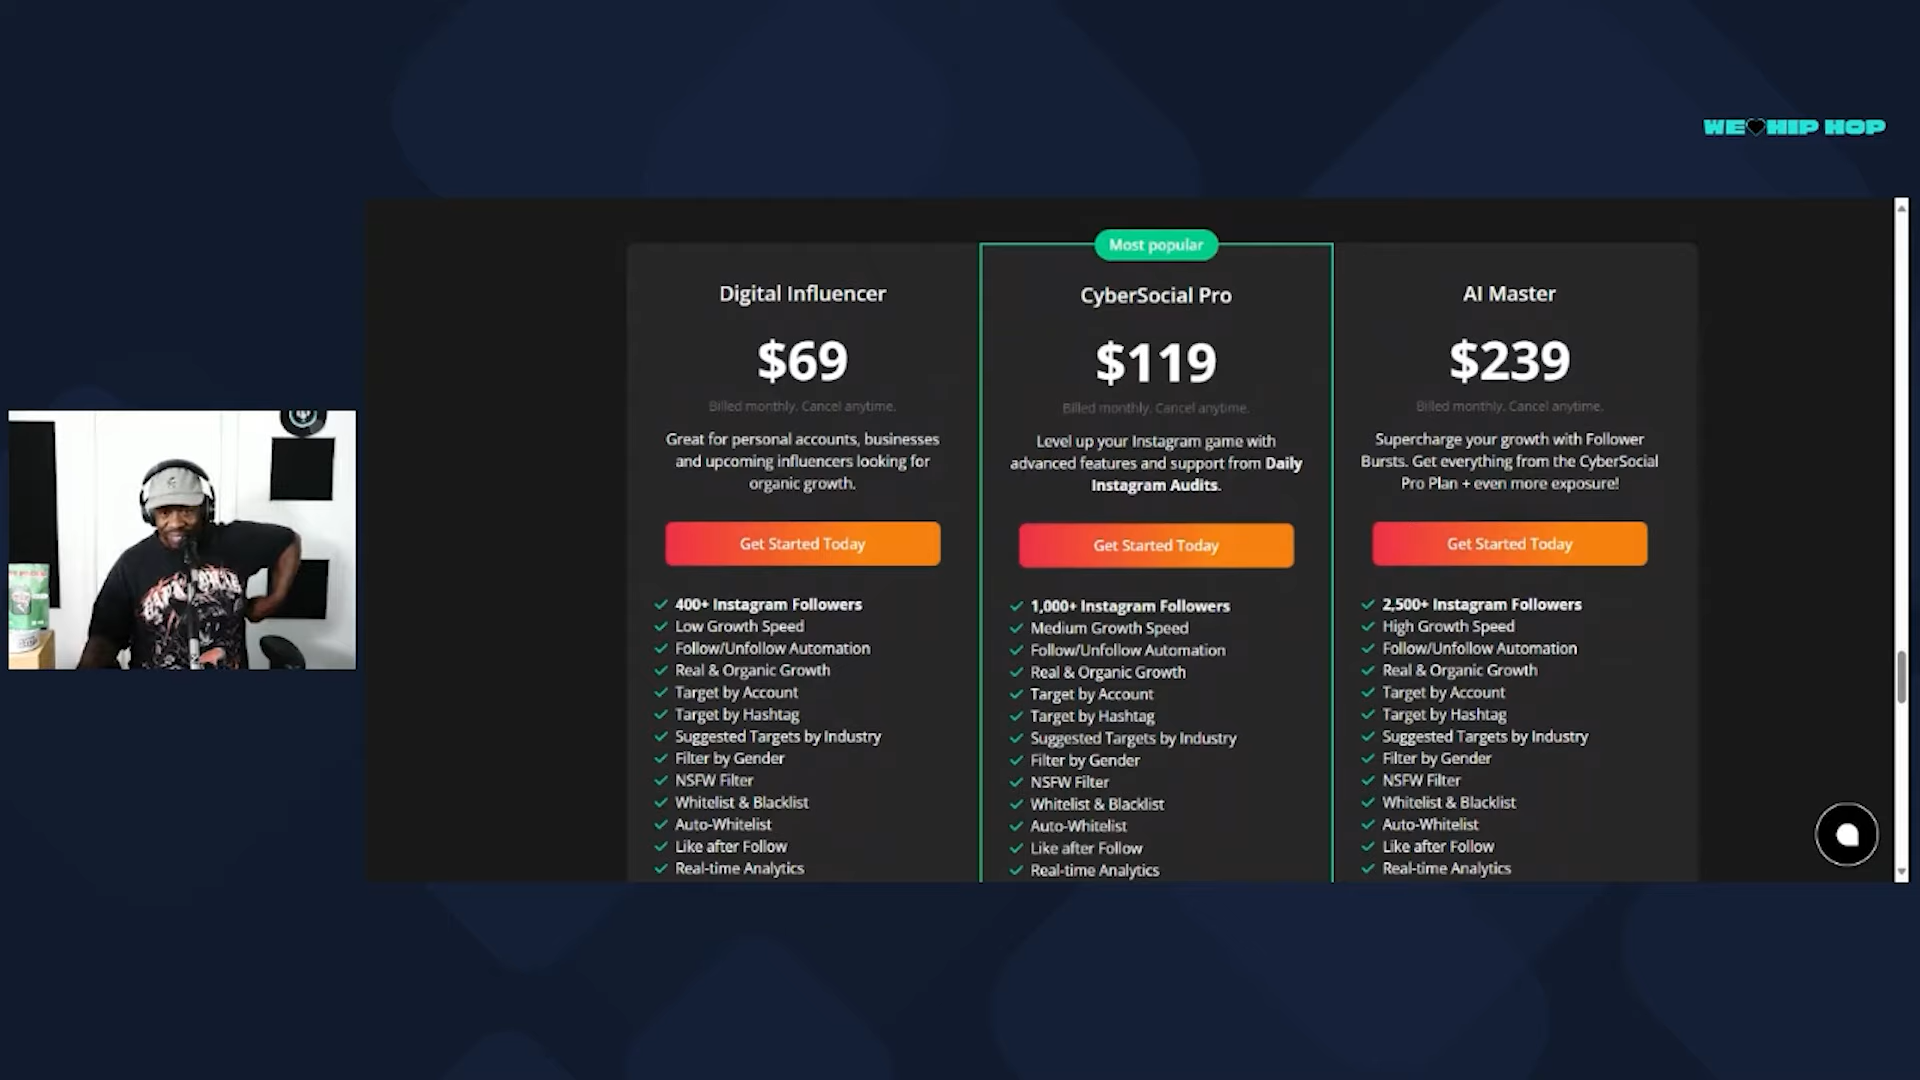 WE HIP HOP
Most popular
Digital Influencer
$69
Billed monthly. Cancel anytime.
Great for personal accounts, businesses
and upcoming influencers looking for
organic growth.
Get Started Today
400+ Instagram Followers
Low Growth Speed
Follow/Unfollow Automation
Real & Organic Growth
Target by Account
Target by Hashtag
Suggested Targets by Industry
Filter by Gender
NSFW Filter
Whitelist & Blacklist
Auto-Whitelist
Like after Follow
Real-time Analytics
CyberSocial Pro
$119
Billed monthly. Cancel anytime.
Level up your Instagram game with
advanced features and support from Daily
Instagram Audits.
Get Started Today
1,000+ Instagram Followers
Medium Growth Speed
Follow/Unfollow Automation
Real & Organic Growth
Target by Account
Target by Hashtag
Suggested Targets by Industry
Filter by Gender
NSFW Filter
Whitelist & Blacklist
Auto-Whitelist
Like after Follow
Real-time Analytics
AI Master
$239
Billed monthly. Cancel anytime.
Supercharge your growth with Follower
Bursts. Get everything from the CyberSocial
Pro Plan + even more exposure!
Get Started Today
2,500+ Instagram Followers
High Growth Speed
Follow/Unfollow Automation
Real & Organic Growth
Target by Account
Target by Hashtag
Suggested Targets by Industry
Filter by Gender
NSFW Filter
Whitelist & Blacklist
Auto-Whitelist
Like after Follow
Real-time Analytics